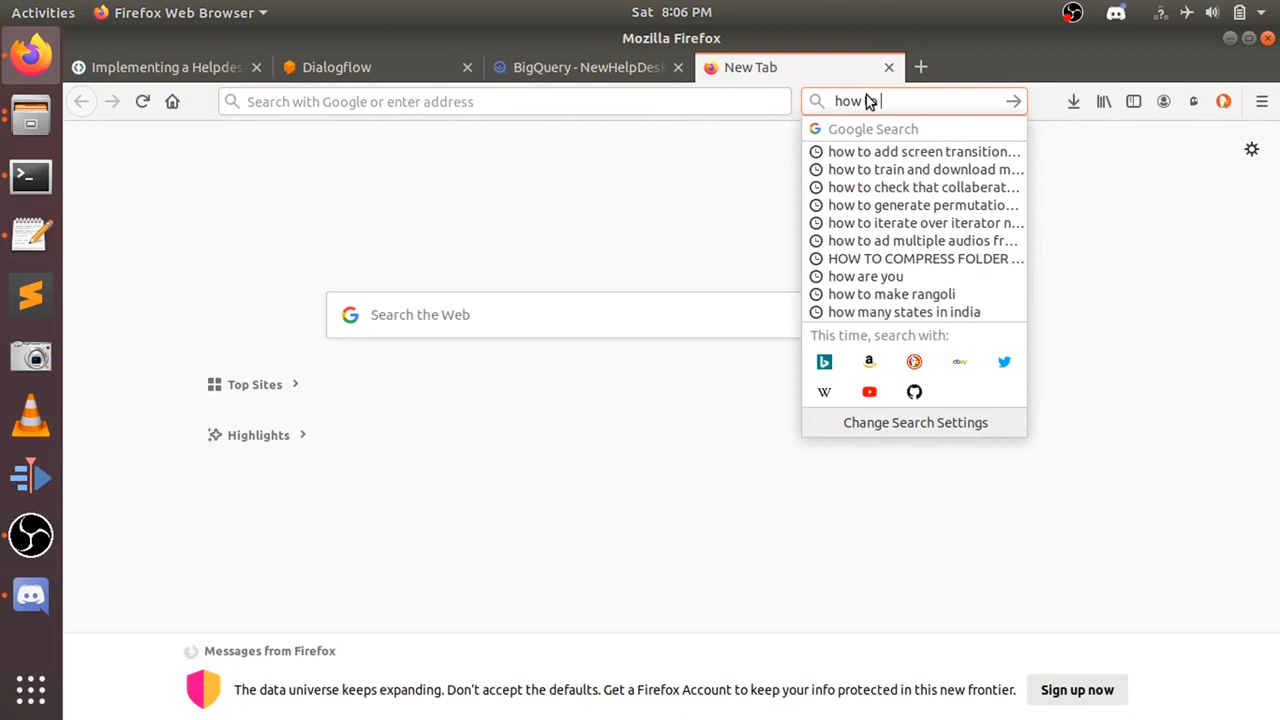 Activities
Firefox Web Browser
Sat 8:06 PM
Mozilla Firefox
Implementing a Helpdes
Dialogflow
BigQuery - NewHelpDesk
New Tab
Search with Google or enter address
how
Google Search
how to add screen transition…
how to train and download m…
how to check that collaberat…
how to generate permutatio…
how to iterate over iterator n…
how to ad multiple audios fr…
HOW TO COMPRESS FOLDER …
how are you
how to make rangoli
how many states in india
This time, search with:
W
Change Search Settings
Search the Web
Top Sites
Highlights
Messages from Firefox
The data universe keeps expanding. Don’t accept the defaults. Get a Firefox Account to keep your info protected in this new frontier.
Sign up now